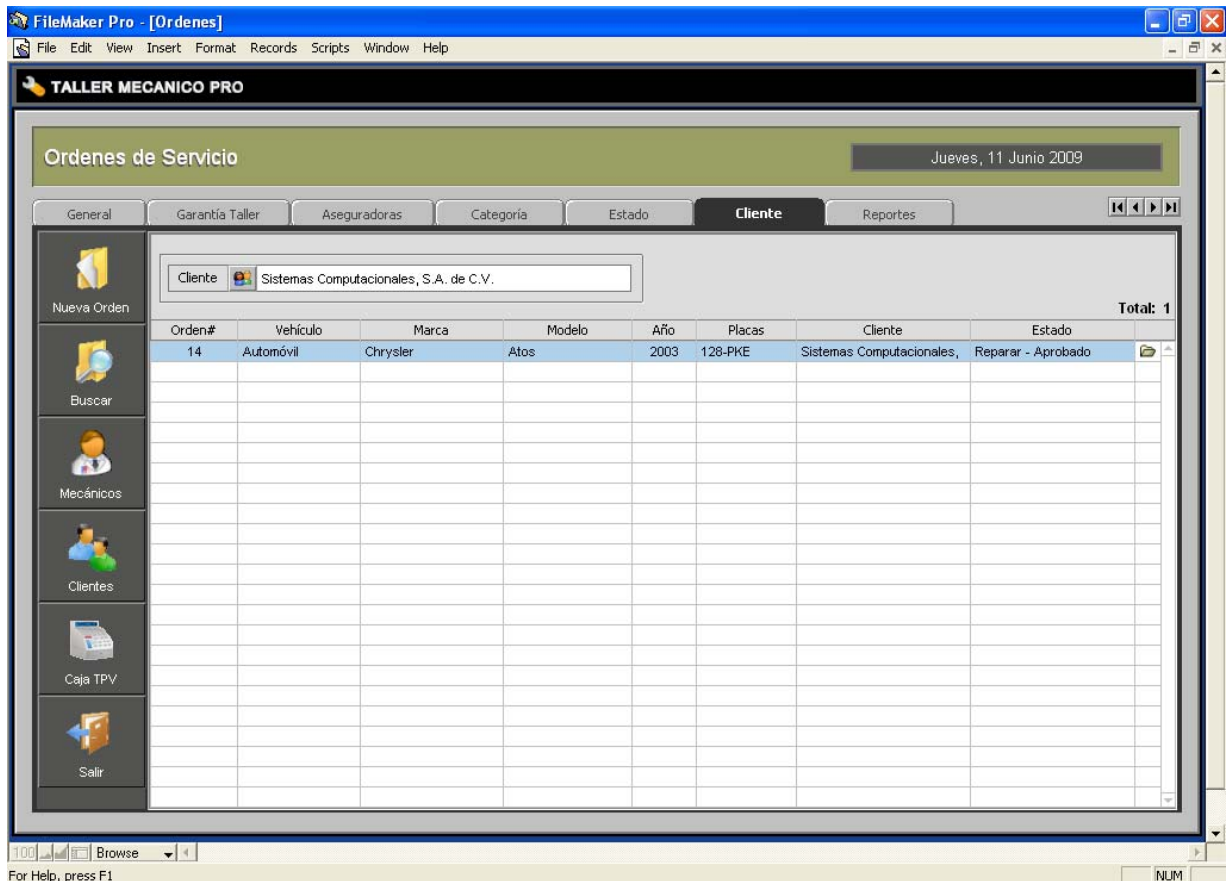 FileMaker Pro - [Ordenes]
File Edit View Insert Format Records Scripts Window Help
TALLER MECANICO PRO
Ordenes de Servicio
Jueves, 11 Junio 2009
General Garantía Taller Aseguradoras Categoría Estado Cliente Reportes
Nueva Orden
Buscar
Mecánicos
Clientes
Caja TPV
Salir
Cliente Sistemas Computacionales, S.A. de C.V.
Total: 1
Orden# Vehículo Marca Modelo Año Placas Cliente Estado
14 Automóvil Chrysler Atos 2003 128-PKE Sistemas Computacionales, Reparar - Aprobado
100 Browse
For Help, press F1
NUM